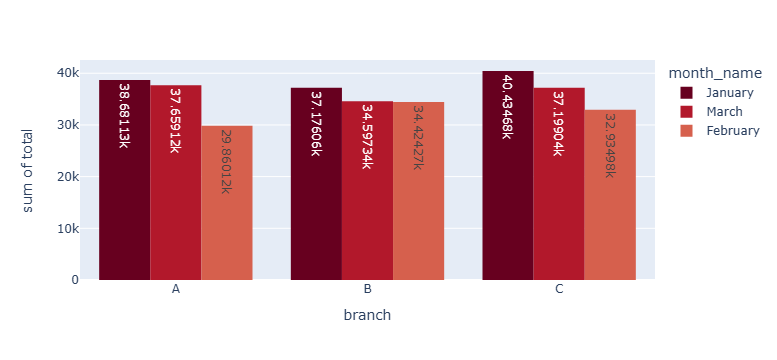 40k
30k
20k
10k
0
sum of total
38.68113k
37.65912k
29.86012k
37.17606k
34.59734k
34.42427k
40.43468k
37.19904k
32.93498k
A
B
C
branch
month_name
January
March
February